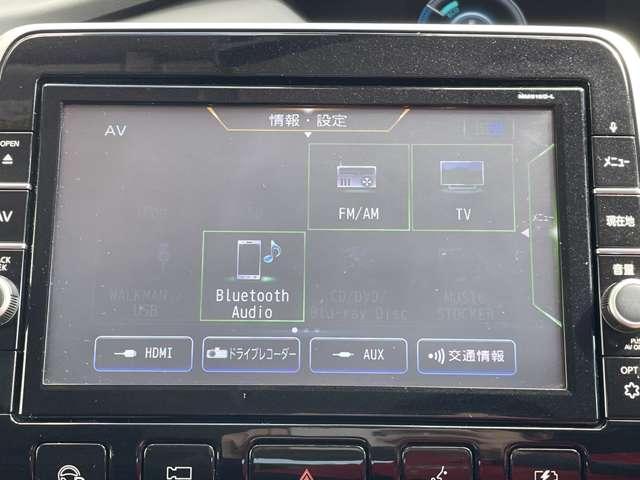 MM518D-L
OPEN
情報・設定
AV
メニュー
FM/AM
TV
メニュー
AV
現在地
WALKMAN/
USB
Bluetooth
Audio
CD/DVD/
Blu-ray Disc
MUSIC
STOCKER
音量
HDMI
ドライブレコーダー
AUX
交通情報
OPT